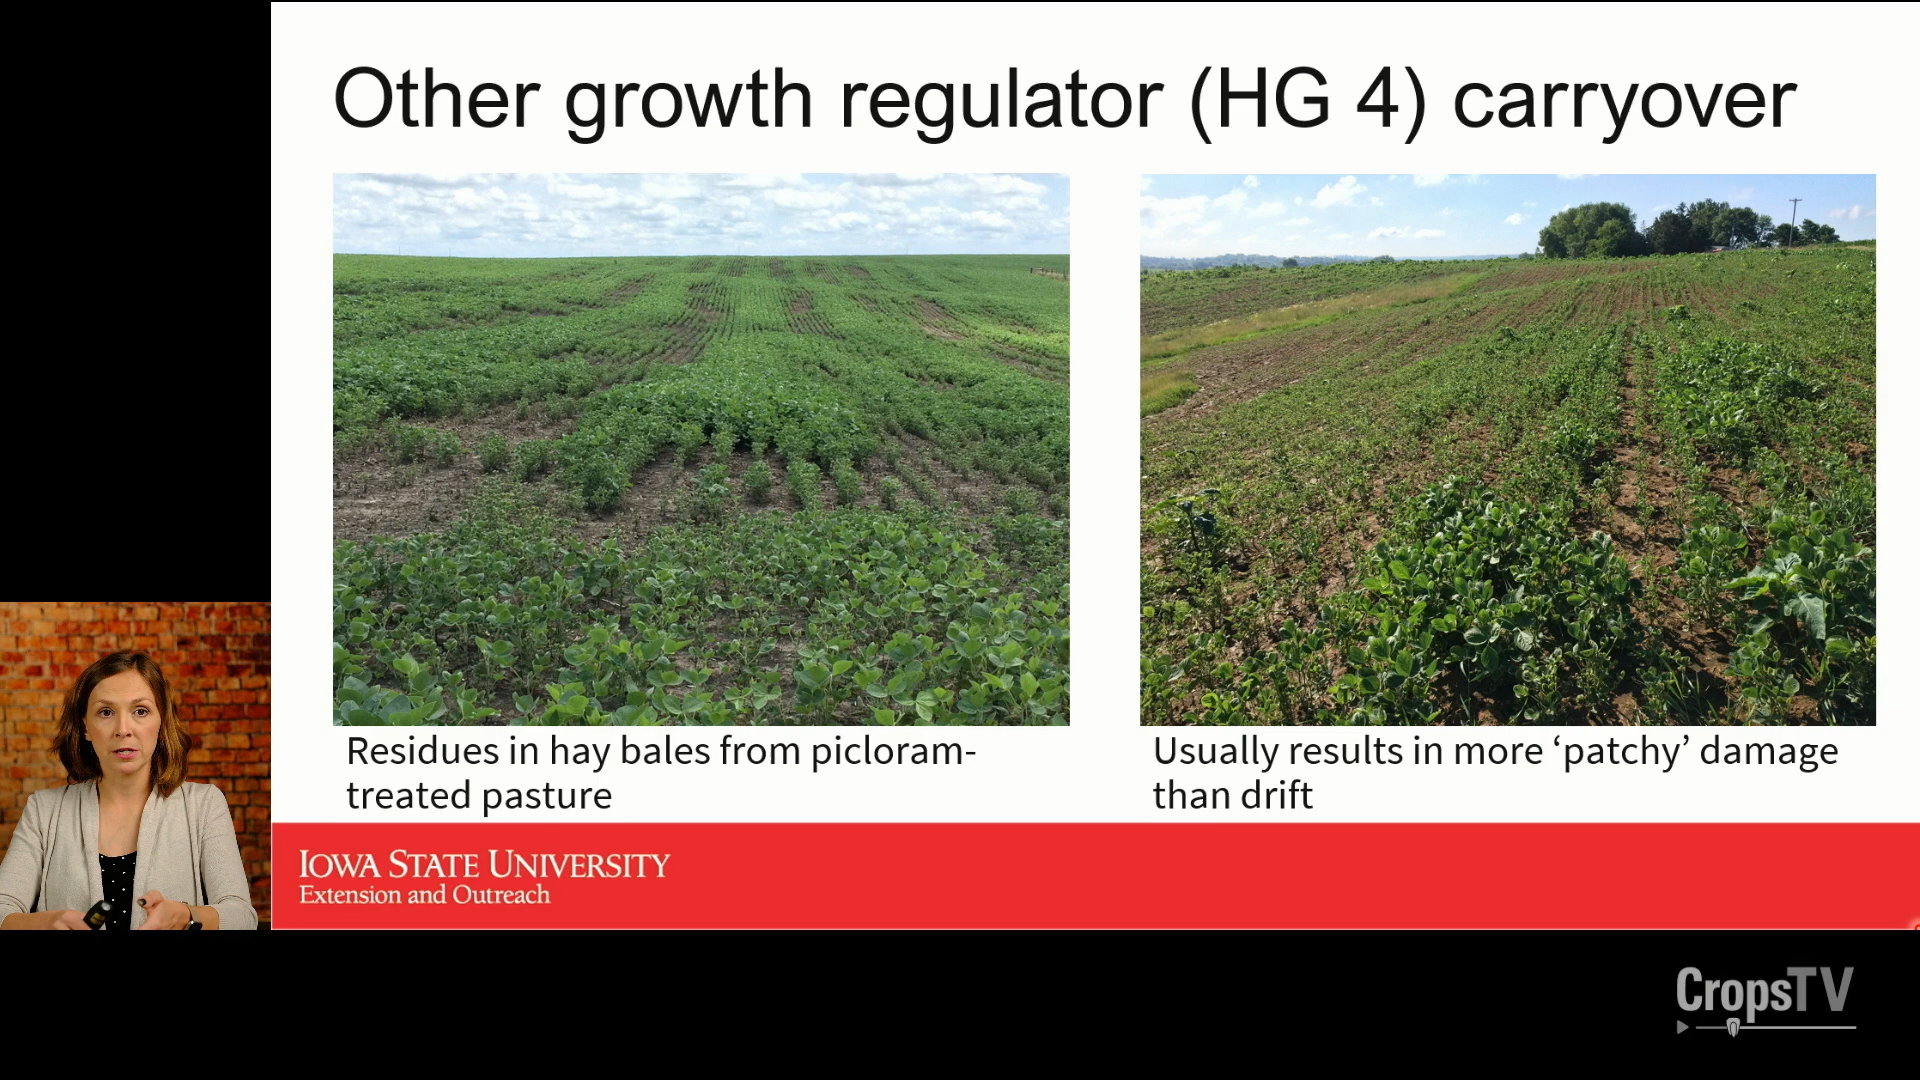 Other growth regulator (HG 4) carryover
Residues in hay bales from picloram-
treated pasture
Usually results in more ‘patchy’ damage
than drift
IOWA STATE UNIVERSITY
Extension and Outreach
CropsTV